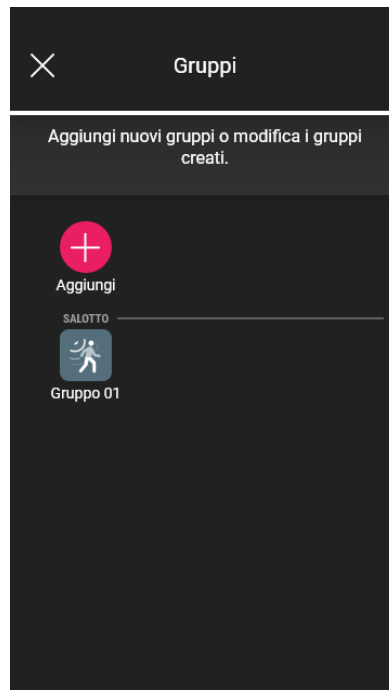 Gruppi
Aggiungi nuovi gruppi o modifica i gruppi
creati.
Aggiungi
SALOTTO
Gruppo 01